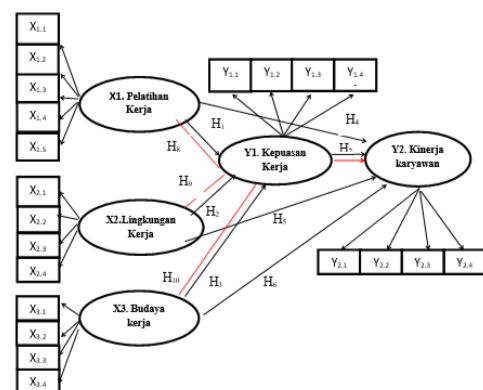 X1.1
X1.2
X1.3
X1.4
X1.5
X2.1
X2.2
X2.3
X2.4
X3.1
X3.2
X3.3
X3.4
X1. Pelatihan
Kerja
X2.Lingkungan
Kerja
X3. Budaya
kerja
Y1.1
Y1.2
Y1.3
Y1.4
Y1. Kepuasan
Kerja
Y2. Kinerja
karyawan
Y2.1
Y2.2
Y2.3
Y2.4
H1
H8
H9
H2
H10
H3
H4
H7
H5
H6